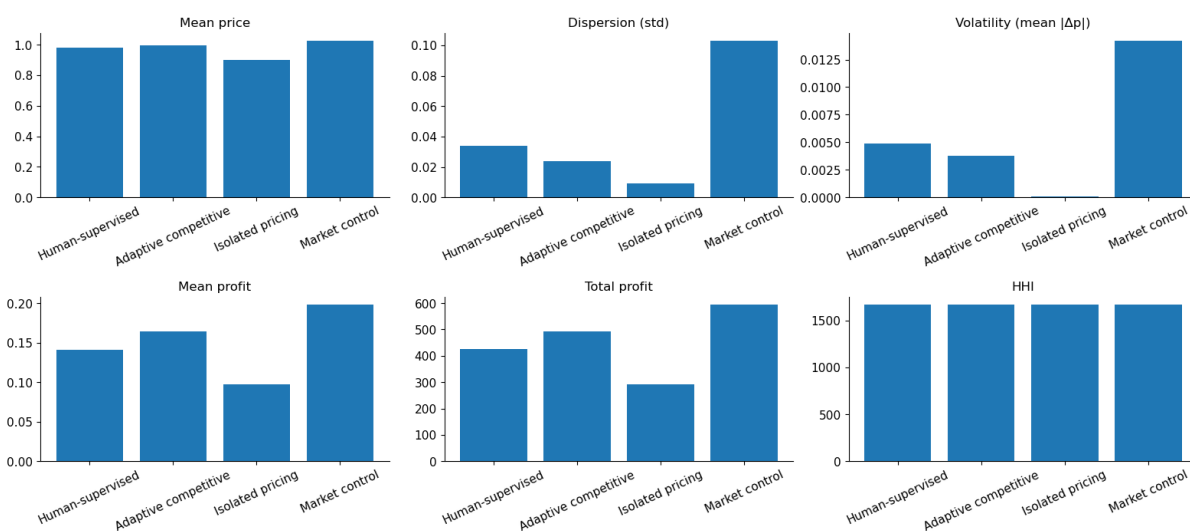 Mean price
1.0
0.8
0.6
0.4
0.2
0.0
Human-supervised
Adaptive competitive
Isolated pricing
Market control
Dispersion (std)
0.10
0.08
0.06
0.04
0.02
0.00
Human-supervised
Adaptive competitive
Isolated pricing
Market control
Volatility (mean |Δp|)
0.0125
0.0100
0.0075
0.0050
0.0025
0.0000
Human-supervised
Adaptive competitive
Isolated pricing
Market control
Mean profit
0.20
0.15
0.10
0.05
0.00
Human-supervised
Adaptive competitive
Isolated pricing
Market control
Total profit
600
500
400
300
200
100
0
Human-supervised
Adaptive competitive
Isolated pricing
Market control
HHI
1500
1000
500
0
Human-supervised
Adaptive competitive
Isolated pricing
Market control